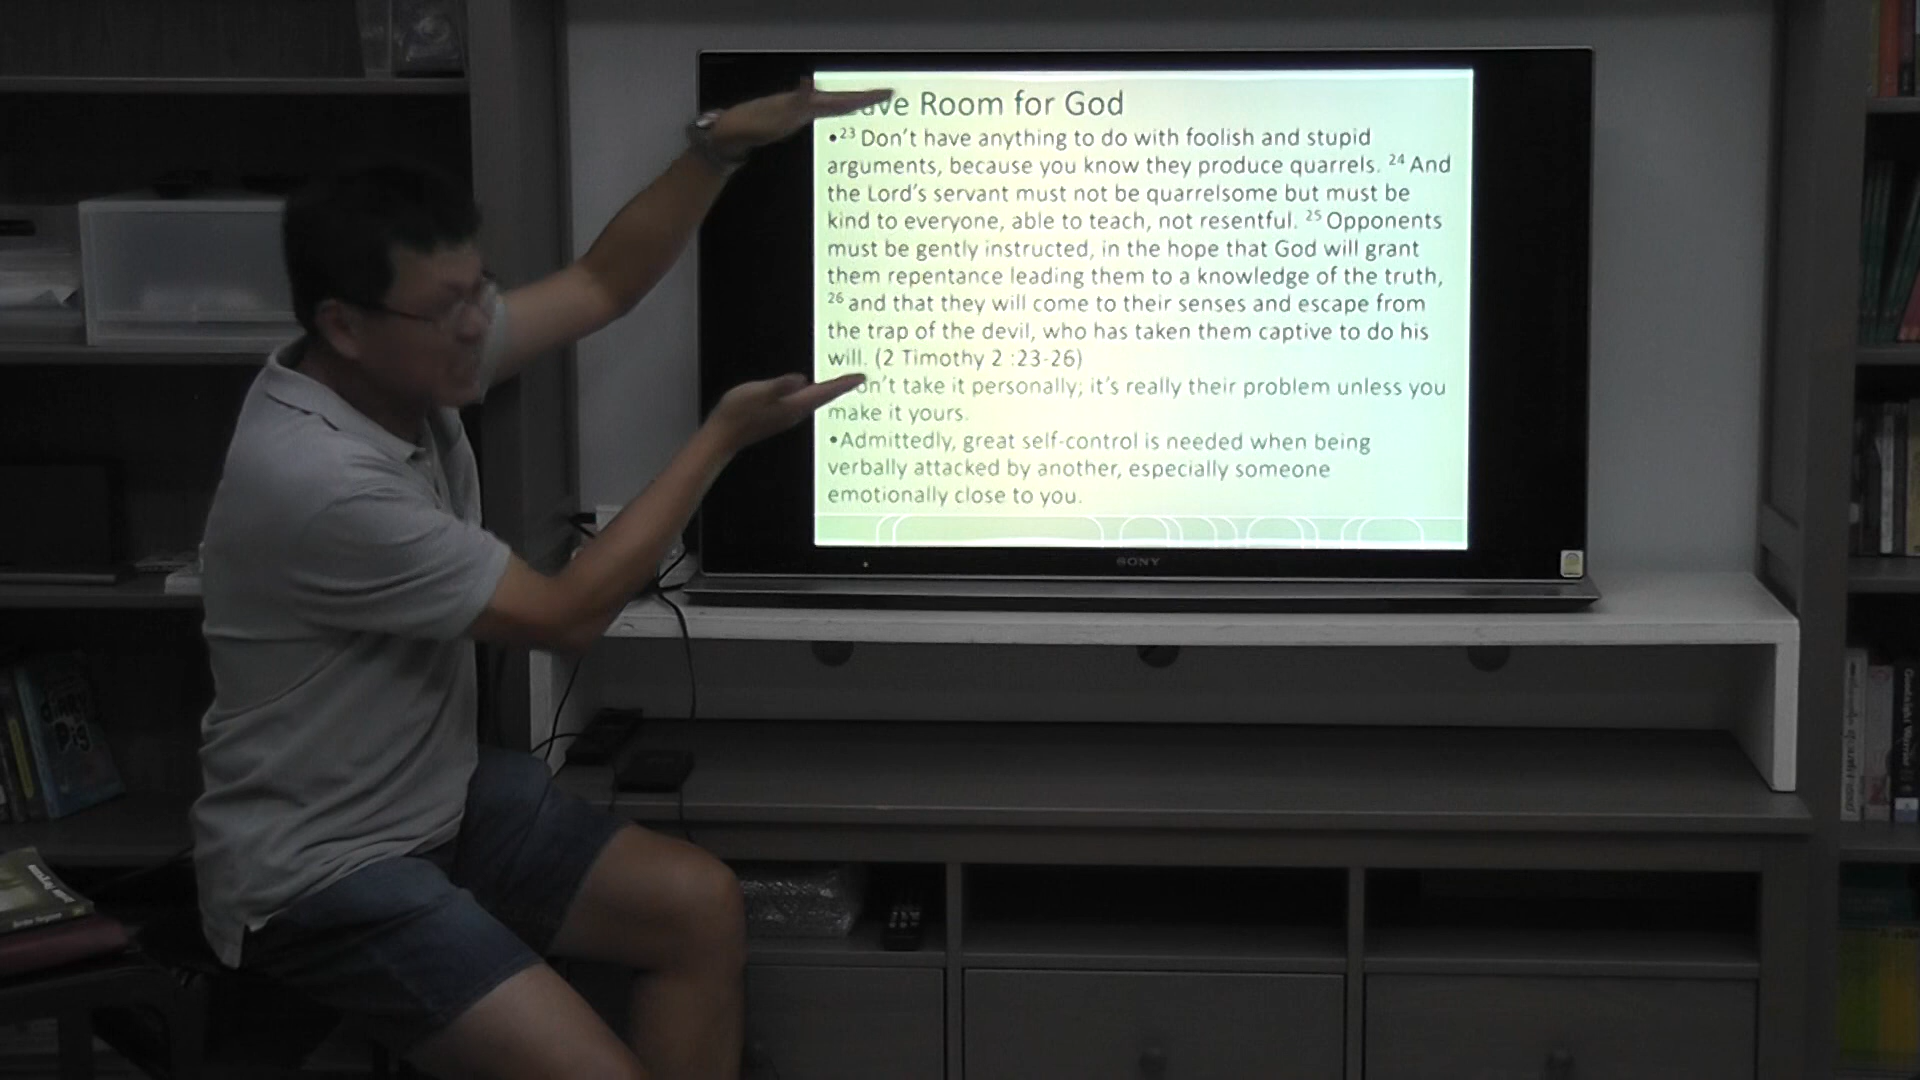 ave Room for God
•²³ Don't have anything to do with foolish and stupid
arguments, because you know they produce quarrels. ²⁴ And
the Lord's servant must not be quarrelsome but must be
kind to everyone, able to teach, not resentful. ²⁵ Opponents
must be gently instructed, in the hope that God will grant
them repentance leading them to a knowledge of the truth,
²⁶ and that they will come to their senses and escape from
the trap of the devil, who has taken them captive to do his
will. (2 Timothy 2 :23-26)
on't take it personally; it's really their problem unless you
make it yours.
•Admittedly, great self-control is needed when being
verbally attacked by another, especially someone
emotionally close to you.
SONY
Pig